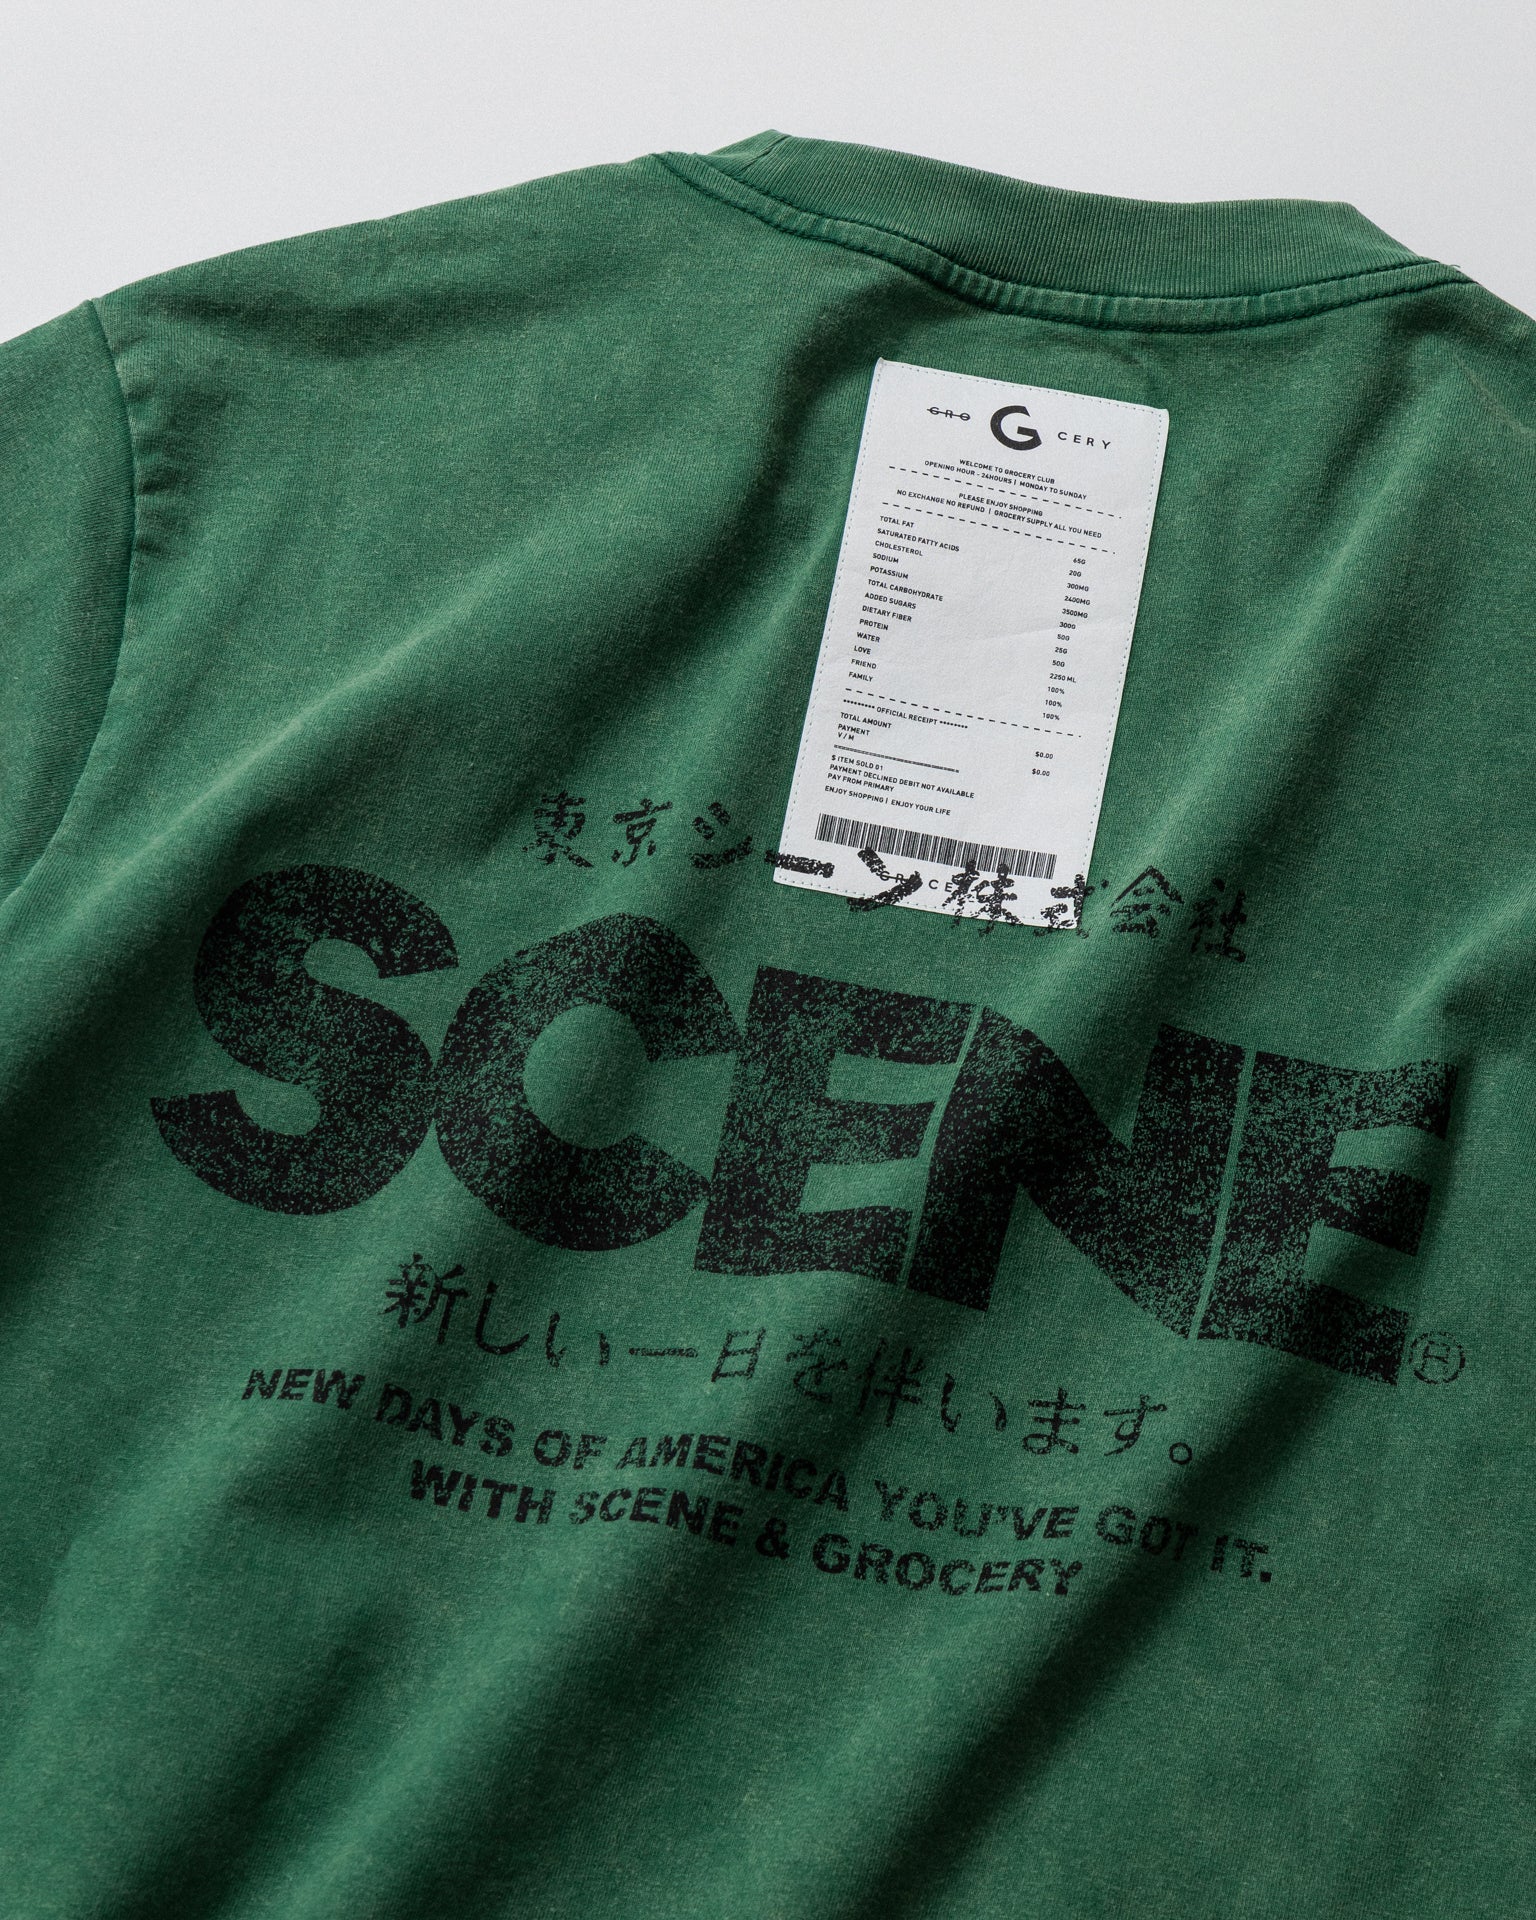 GRO G CERY
WELCOME TO GROCERY CLUB
OPENING HOUR - 24HOURS | MONDAY TO SUNDAY
PLEASE ENJOY SHOPPING
NO EXCHANGE NO REFUND | GROCERY SUPPLY ALL YOU NEED
TOTAL FAT 65G
SATURATED FATTY ACIDS 20G
CHOLESTEROL 300MG
SODIUM 2400MG
POTASSIUM 3500MG
TOTAL CARBOHYDRATE 300G
ADDED SUGARS 50G
DIETARY FIBER 25G
PROTEIN 50G
WATER 2250 ML
LOVE 100%
FRIEND 100%
FAMILY 100%
********* OFFICIAL RECEIPT ********
TOTAL AMOUNT $0.00
PAYMENT $0.00
V / M
$ ITEM SOLD 01
PAYMENT DECLINED DEBIT NOT AVAILABLE
PAY FROM PRIMARY
ENJOY SHOPPING | ENJOY YOUR LIFE
東京シーン株式会社
SCENE
新しい一日を伴います。
NEW DAYS OF AMERICA YOU'VE GOT IT.
WITH SCENE & GROCERY